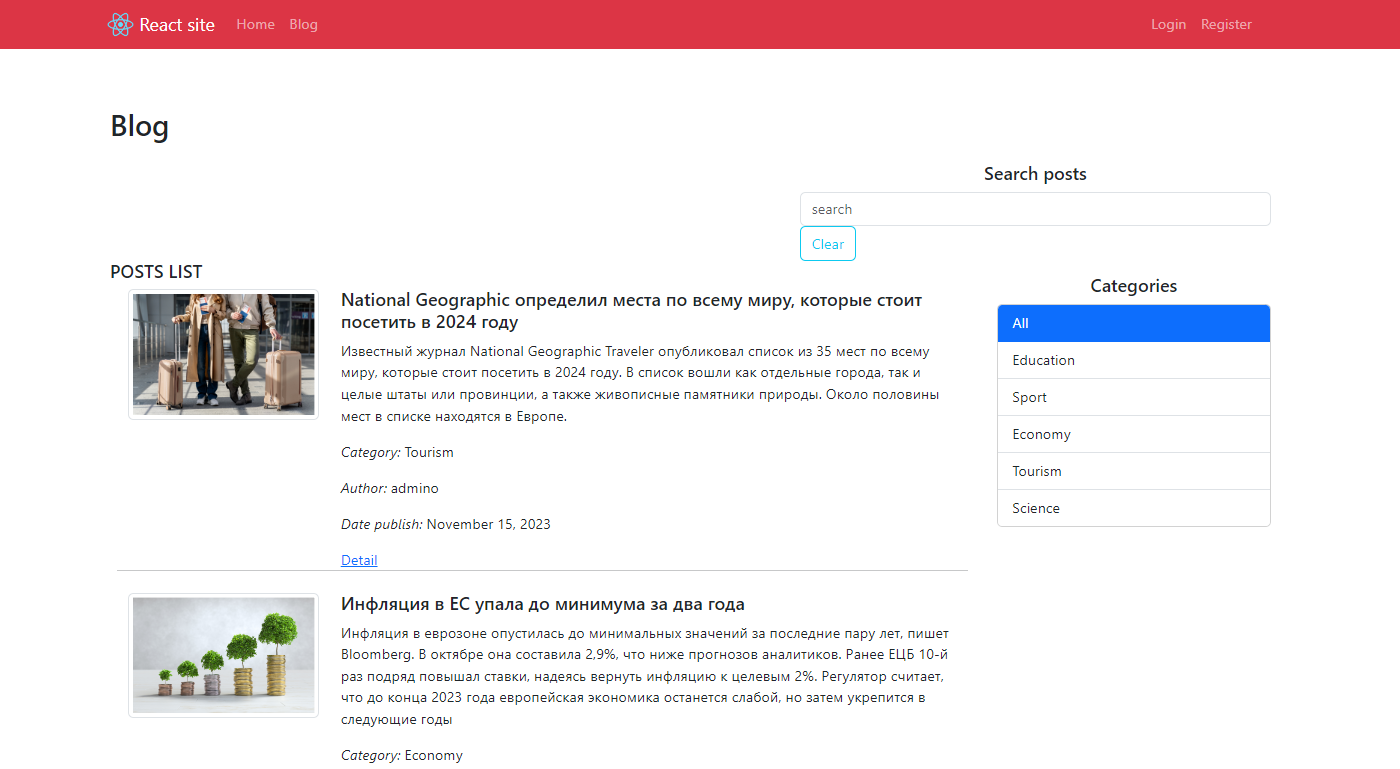 React site Home Blog Login Register
Blog
Search posts
search
Clear
POSTS LIST
National Geographic определил места по всему миру, которые стоит
посетить в 2024 году
Известный журнал National Geographic Traveler опубликовал список из 35 мест по всему
миру, которые стоит посетить в 2024 году. В список вошли как отдельные города, так и
целые штаты или провинции, а также живописные памятники природы. Около половины
мест в списке находятся в Европе.
Category: Tourism
Author: admino
Date publish: November 15, 2023
Detail
Categories
All
Education
Sport
Economy
Tourism
Science
Инфляция в ЕС упала до минимума за два года
Инфляция в еврозоне опустилась до минимальных значений за последние пару лет, пишет
Bloomberg. В октябре она составила 2,9%, что ниже прогнозов аналитиков. Ранее ЕЦБ 10-й
раз подряд повышал ставки, надеясь вернуть инфляцию к целевым 2%. Регулятор считает,
что до конца 2023 года европейская экономика останется слабой, но затем укрепится в
следующие годы
Category: Economy